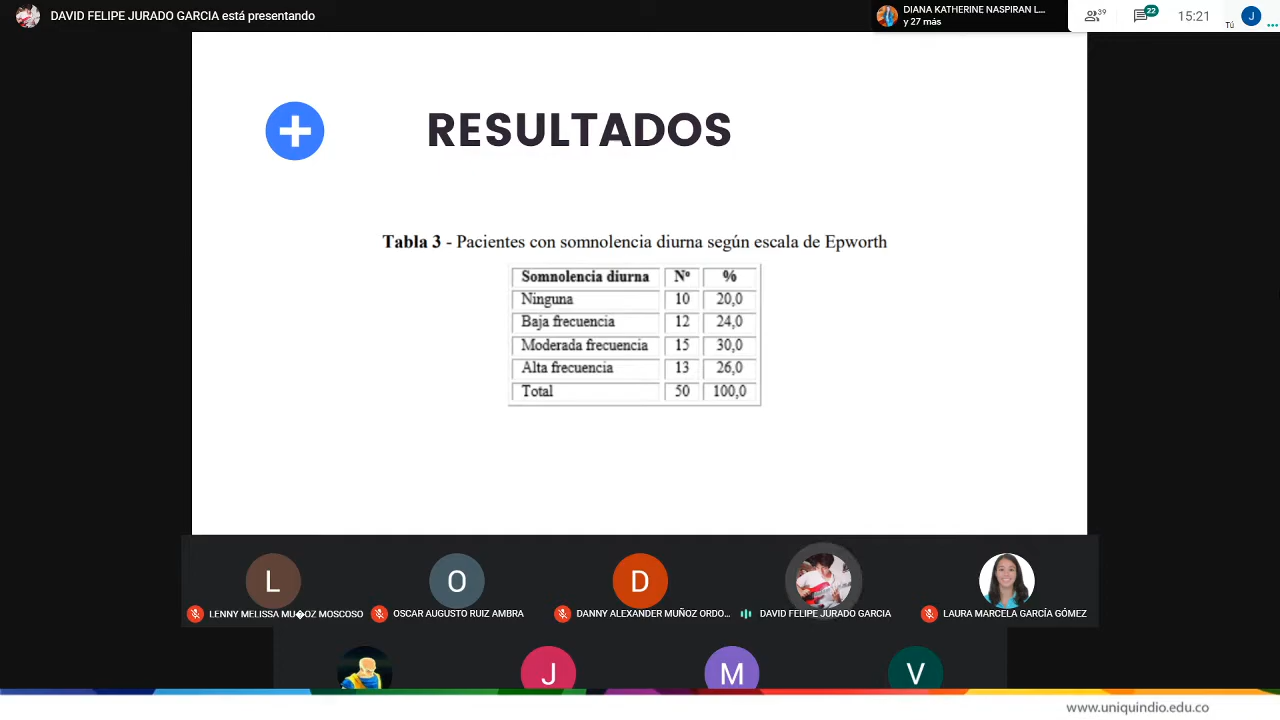 DAVID FELIPE JURADO GARCIA está presentando
DIANA KATHERINE NASPIRAN L...
y 27 más
39
22
15:21
Tú
J
RESULTADOS
Tabla 3 - Pacientes con somnolencia diurna según escala de Epworth
Somnolencia diurna Nº %
Ninguna 10 20,0
Baja frecuencia 12 24,0
Moderada frecuencia 15 30,0
Alta frecuencia 13 26,0
Total 50 100,0
L O D
LENNY MELISSA MU�OZ MOSCOSO OSCAR AUGUSTO RUIZ AMBRA DANNY ALEXANDER MUÑOZ ORDO... DAVID FELIPE JURADO GARCIA LAURA MARCELA GARCÍA GÓMEZ
J M V
www.uniquindio.edu.co